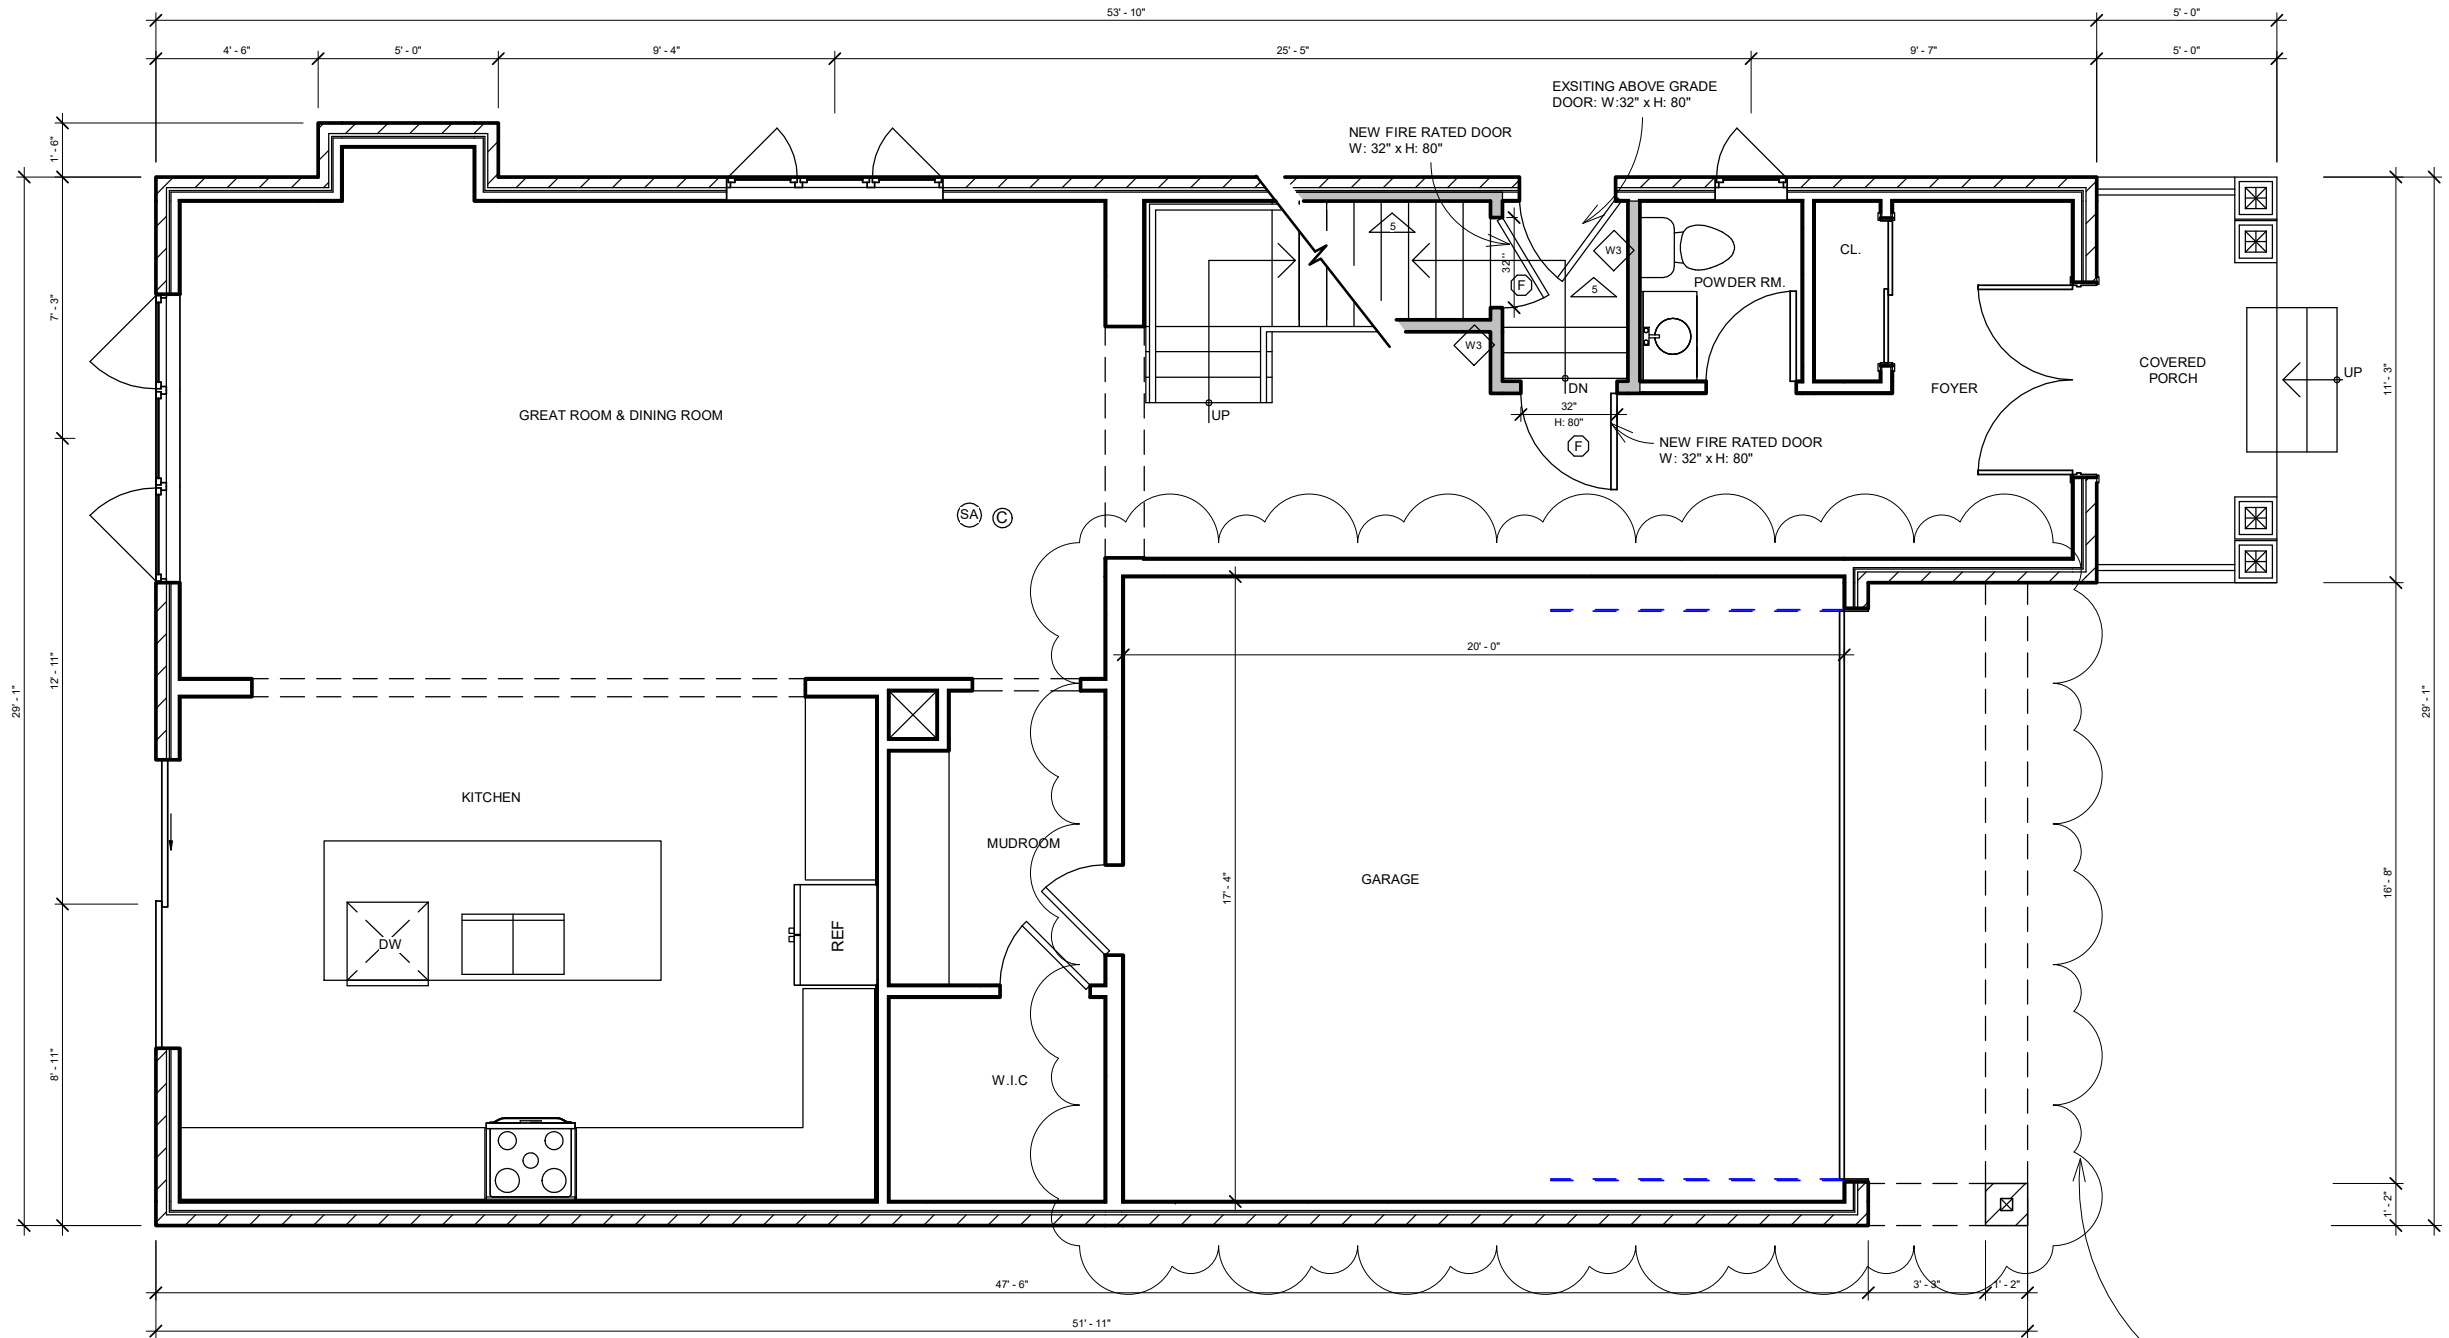 53' - 10"
5' - 0"
4' - 6"
5' - 0"
9' - 4"
25' - 5"
9' - 7"
5' - 0"
EXSITING ABOVE GRADE
DOOR: W:32" x H: 80"
NEW FIRE RATED DOOR
W: 32" x H: 80"
1' - 6"
5
32"
F
W3
5
CL.
POWDER RM.
7' - 3"
W3
COVERED
PORCH
UP
FOYER
11' - 3"
DN
GREAT ROOM & DINING ROOM
UP
32"
H: 80"
F
NEW FIRE RATED DOOR
W: 32" x H: 80"
SA
C
20' - 0"
12' - 11"
29' - 1"
29' - 1"
KITCHEN
MUDROOM
GARAGE
17' - 4"
16' - 8"
DW
REF
8' - 11"
W.I.C
1' - 2"
47' - 6"
3' - 3"
1' - 2"
51' - 11"